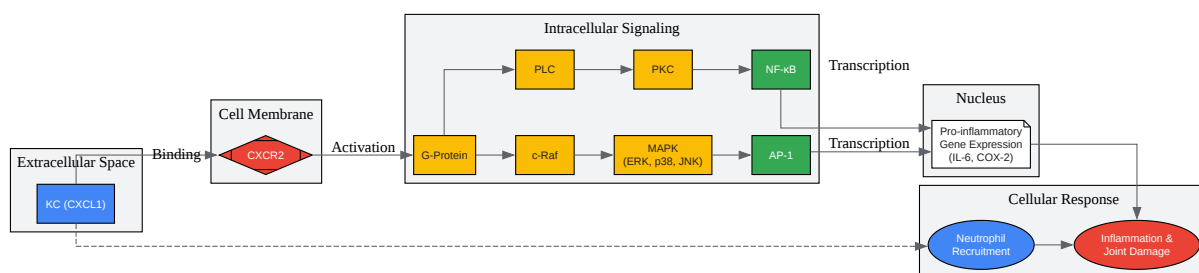 Intracellular Signaling
PLC
PKC
NF-κB
Transcription
Cell Membrane
CXCR2
Nucleus
Pro-inflammatory
Gene Expression
(IL-6, COX-2)
Extracellular Space
Binding
Activation
G-Protein
c-Raf
MAPK
(ERK, p38, JNK)
AP-1
Transcription
KC (CXCL1)
Cellular Response
Neutrophil
Recruitment
Inflammation &
Joint Damage